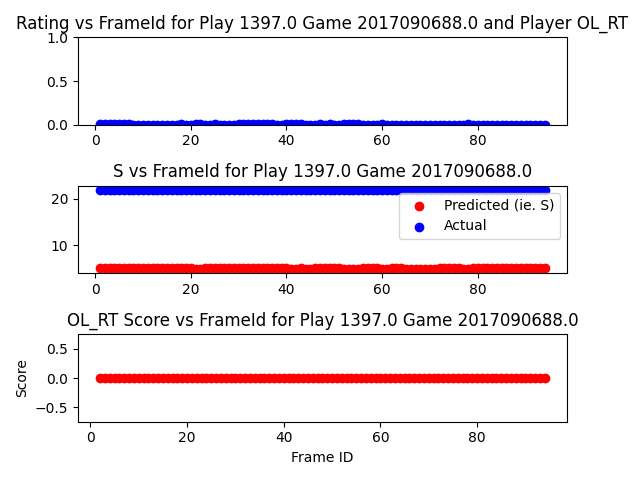 Rating vs FrameId for Play 1397.0 Game 2017090688.0 and Player OL_RT
1.0
0.5
0.0
0 20 40 60 80
S vs FrameId for Play 1397.0 Game 2017090688.0
20
10
Predicted (ie. S)
Actual
0 20 40 60 80
OL_RT Score vs FrameId for Play 1397.0 Game 2017090688.0
Score
0.5
0.0
−0.5
0 20 40 60 80
Frame ID